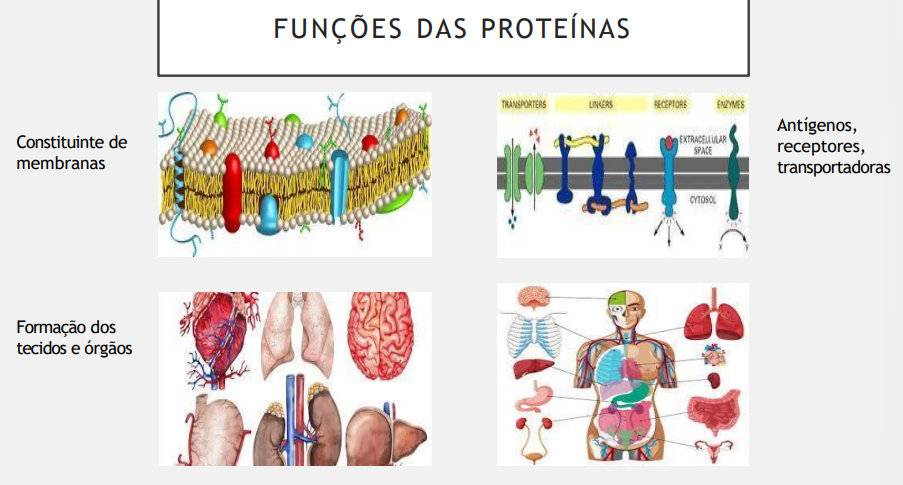 FUNÇÕES DAS PROTEÍNAS
Constituinte de
membranas
TRANSPORTERS LINKERS RECEPTORS ENZYMES
EXTRACELLULAR
SPACE
CYTOSOL
Antígenos,
receptores,
transportadoras
Formação dos
tecidos e órgãos